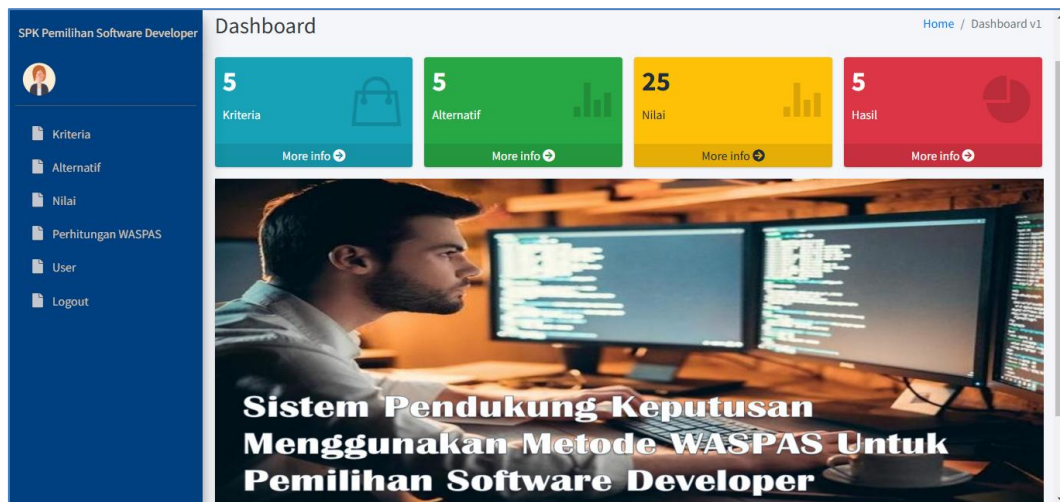 SPK Pemilihan Software Developer
Kriteria
Alternatif
Nilai
Perhitungan WASPAS
User
Logout
Dashboard
Home / Dashboard v1
5
Kriteria
More info
5
Alternatif
More info
25
Nilai
More info
5
Hasil
More info
Sistem Pendukung Keputusan
Menggunakan Metode WASPAS Untuk
Pemilihan Software Developer